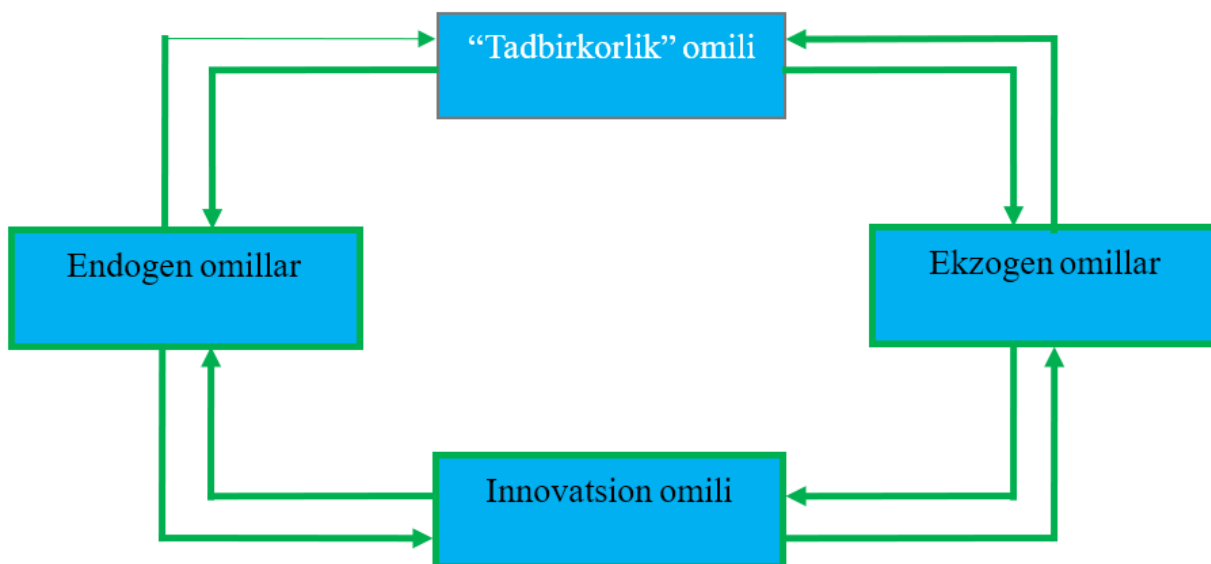 “Tadbirkorlik” omili
Endogen omillar
Ekzogen omillar
Innovatsion omili